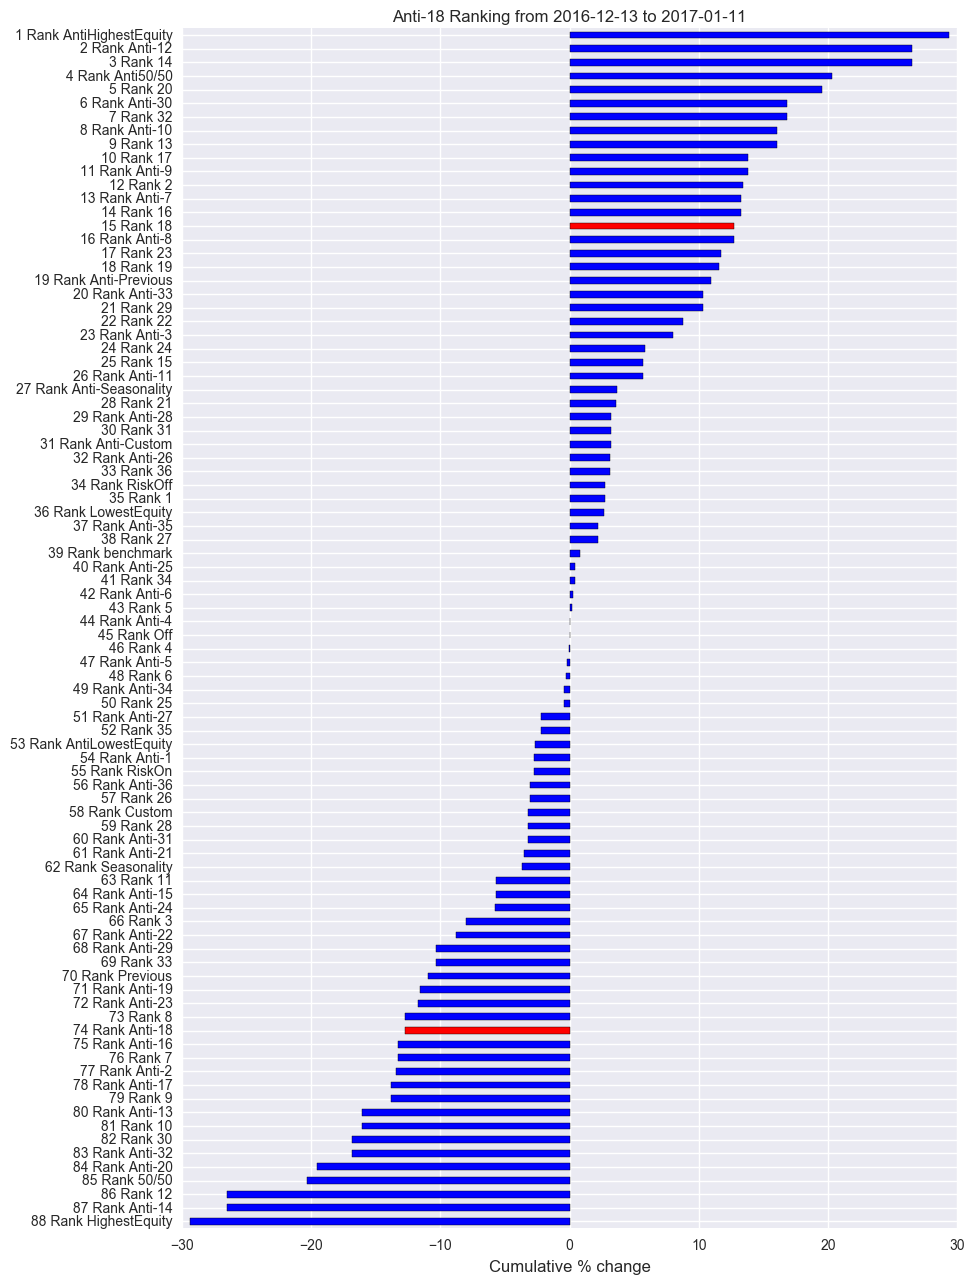 Anti-18 Ranking from 2016-12-13 to 2017-01-11
1 Rank AntiHighestEquity
2 Rank Anti-12
3 Rank 14
4 Rank Anti50/50
5 Rank 20
6 Rank Anti-30
7 Rank 32
8 Rank Anti-10
9 Rank 13
10 Rank 17
11 Rank Anti-9
12 Rank 2
13 Rank Anti-7
14 Rank 16
15 Rank 18
16 Rank Anti-8
17 Rank 23
18 Rank 19
19 Rank Anti-Previous
20 Rank Anti-33
21 Rank 29
22 Rank 22
23 Rank Anti-3
24 Rank 24
25 Rank 15
26 Rank Anti-11
27 Rank Anti-Seasonality
28 Rank 21
29 Rank Anti-28
30 Rank 31
31 Rank Anti-Custom
32 Rank Anti-26
33 Rank 36
34 Rank RiskOff
35 Rank 1
36 Rank LowestEquity
37 Rank Anti-35
38 Rank 27
39 Rank benchmark
40 Rank Anti-25
41 Rank 34
42 Rank Anti-6
43 Rank 5
44 Rank Anti-4
45 Rank Off
46 Rank 4
47 Rank Anti-5
48 Rank 6
49 Rank Anti-34
50 Rank 25
51 Rank Anti-27
52 Rank 35
53 Rank AntiLowestEquity
54 Rank Anti-1
55 Rank RiskOn
56 Rank Anti-36
57 Rank 26
58 Rank Custom
59 Rank 28
60 Rank Anti-31
61 Rank Anti-21
62 Rank Seasonality
63 Rank 11
64 Rank Anti-15
65 Rank Anti-24
66 Rank 3
67 Rank Anti-22
68 Rank Anti-29
69 Rank 33
70 Rank Previous
71 Rank Anti-19
72 Rank Anti-23
73 Rank 8
74 Rank Anti-18
75 Rank Anti-16
76 Rank 7
77 Rank Anti-2
78 Rank Anti-17
79 Rank 9
80 Rank Anti-13
81 Rank 10
82 Rank 30
83 Rank Anti-32
84 Rank Anti-20
85 Rank 50/50
86 Rank 12
87 Rank Anti-14
88 Rank HighestEquity
−30 −20 −10 0 10 20 30
Cumulative % change